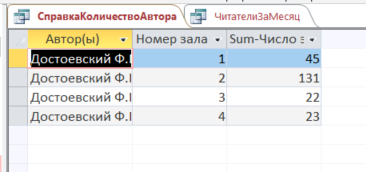 СправкаКоличествоАвтора ЧитателиЗаМесяц
Автор(ы) Номер зала Sum-Число э
Достоевский Ф. 1 45
Достоевский Ф. 2 131
Достоевский Ф. 3 22
Достоевский Ф. 4 23